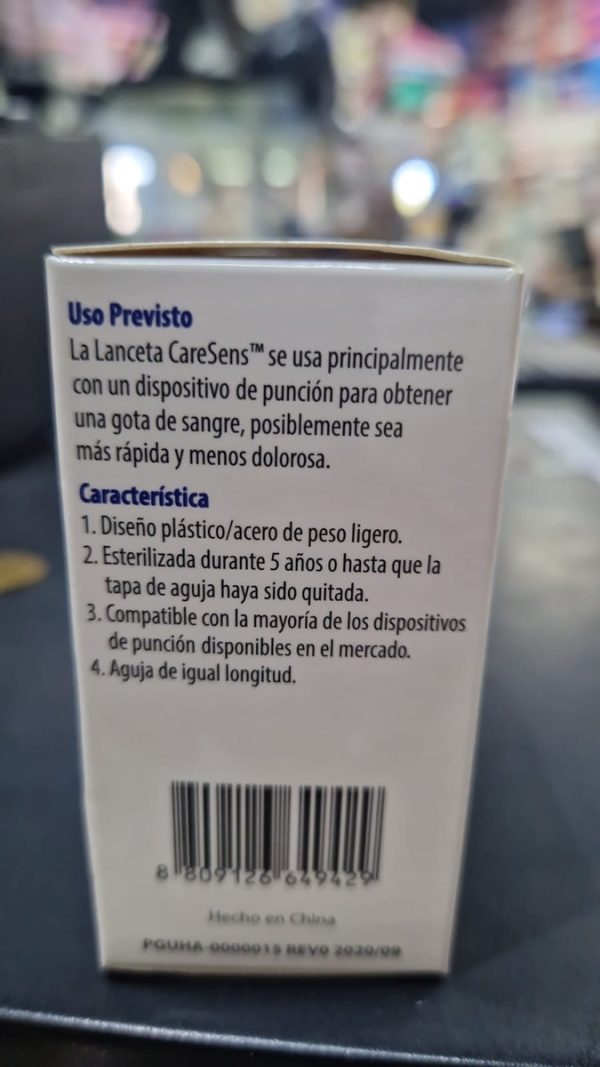 Uso Previsto
La Lanceta CareSens™ se usa principalmente
con un dispositivo de punción para obtener
una gota de sangre, posiblemente sea
más rápida y menos dolorosa.
Característica
1. Diseño plástico/acero de peso ligero.
2. Esterilizada durante 5 años o hasta que la
tapa de aguja haya sido quitada.
3. Compatible con la mayoría de los dispositivos
de punción disponibles en el mercado.
4. Aguja de igual longitud.
8 809126 649429
Hecho en China
PGUHA-0000015 REV0 2020/09